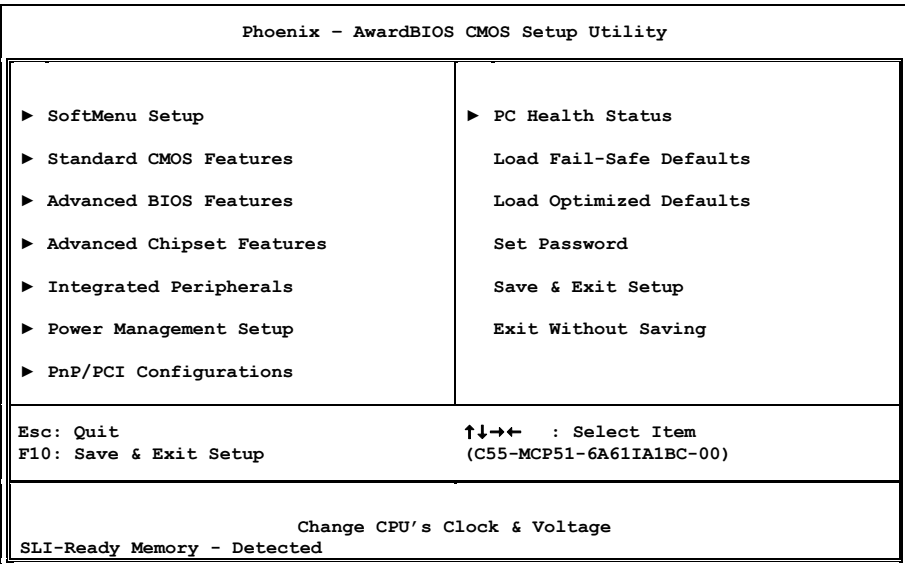 Phoenix – AwardBIOS CMOS Setup Utility
► SoftMenu Setup
► Standard CMOS Features
► Advanced BIOS Features
► Advanced Chipset Features
► Integrated Peripherals
► Power Management Setup
► PnP/PCI Configurations
► PC Health Status
Load Fail-Safe Defaults
Load Optimized Defaults
Set Password
Save & Exit Setup
Exit Without Saving
Esc: Quit
F10: Save & Exit Setup
↑↓→← : Select Item
(C55-MCP51-6A61IA1BC-00)
Change CPU’s Clock & Voltage
SLI-Ready Memory - Detected